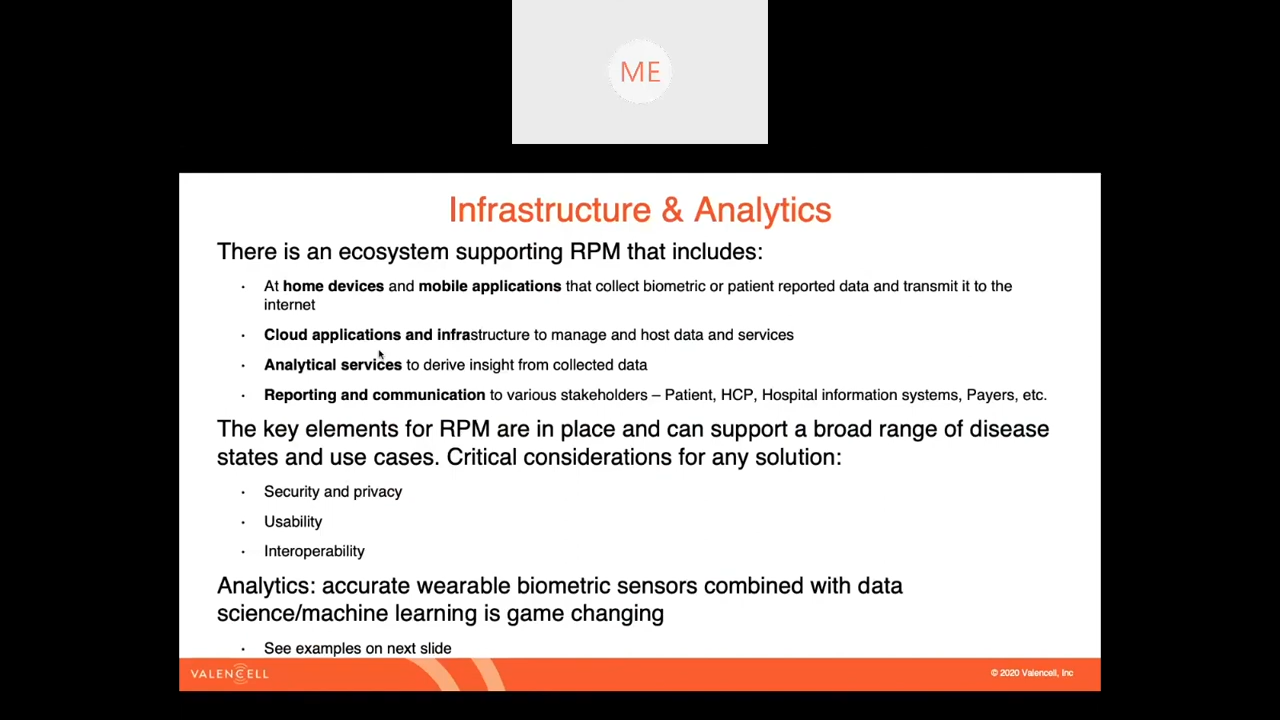 ME
Infrastructure & Analytics
There is an ecosystem supporting RPM that includes:
· At home devices and mobile applications that collect biometric or patient reported data and transmit it to the
internet
· Cloud applications and infrastructure to manage and host data and services
· Analytical services to derive insight from collected data
· Reporting and communication to various stakeholders – Patient, HCP, Hospital information systems, Payers, etc.
The key elements for RPM are in place and can support a broad range of disease
states and use cases. Critical considerations for any solution:
· Security and privacy
· Usability
· Interoperability
Analytics: accurate wearable biometric sensors combined with data
science/machine learning is game changing
· See examples on next slide
VALENCELL
© 2020 Valencell, Inc